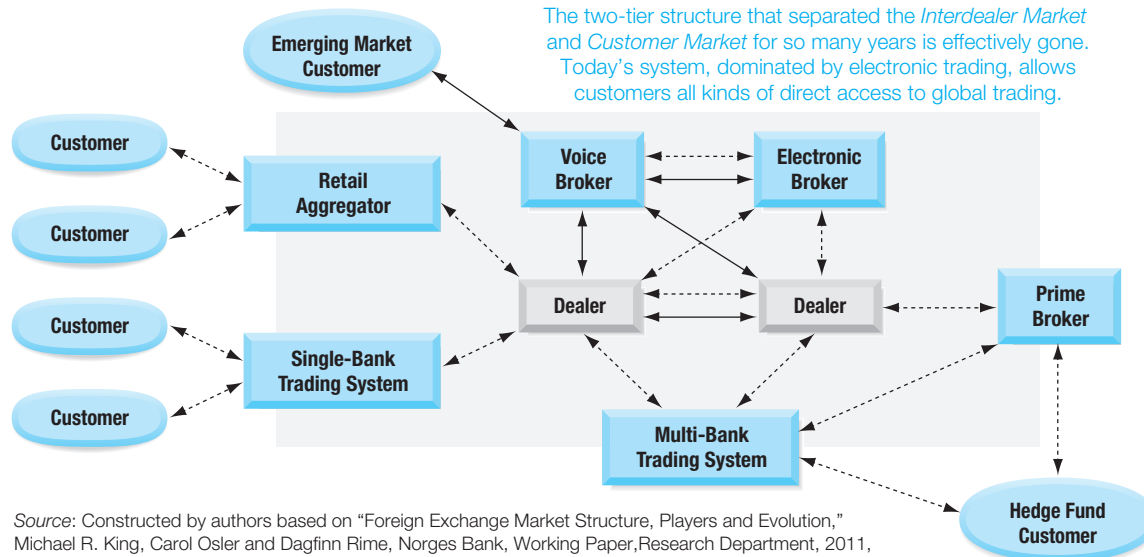 The two-tier structure that separated the Interdealer Market
and Customer Market for so many years is effectively gone.
Today's system, dominated by electronic trading, allows
customers all kinds of direct access to global trading.
Emerging Market
Customer
Customer
Voice
Broker
Electronic
Broker
Retail
Aggregator
Customer
Dealer
Dealer
Prime
Broker
Customer
Single-Bank
Trading System
Customer
Multi-Bank
Trading System
Hedge Fund
Customer
Source: Constructed by authors based on “Foreign Exchange Market Structure, Players and Evolution,”
Michael R. King, Carol Osler and Dagfinn Rime, Norges Bank, Working Paper,Research Department, 2011,